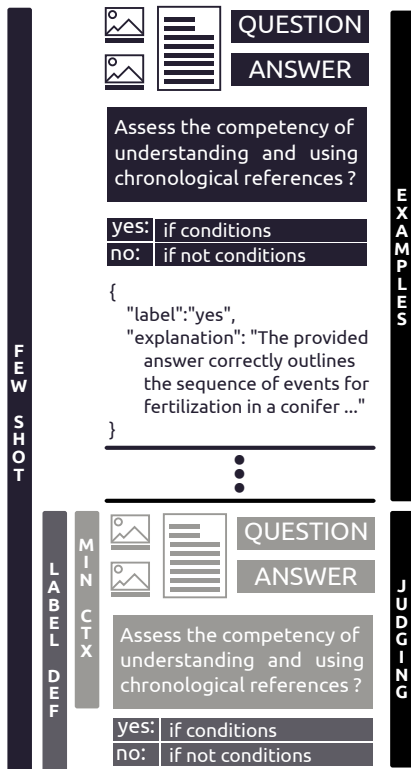 QUESTION
ANSWER
Assess the competency of
understanding and using
chronological references ?
yes: if conditions
no: if not conditions
{
"label":"yes",
"explanation": "The provided
answer correctly outlines
the sequence of events for
fertilization in a conifer ..."
}
EXAMPLES
FEW SHOT
LABEL DEF
MIN CTX
QUESTION
ANSWER
Assess the competency of
understanding and using
chronological references ?
yes: if conditions
no: if not conditions
JUDGING